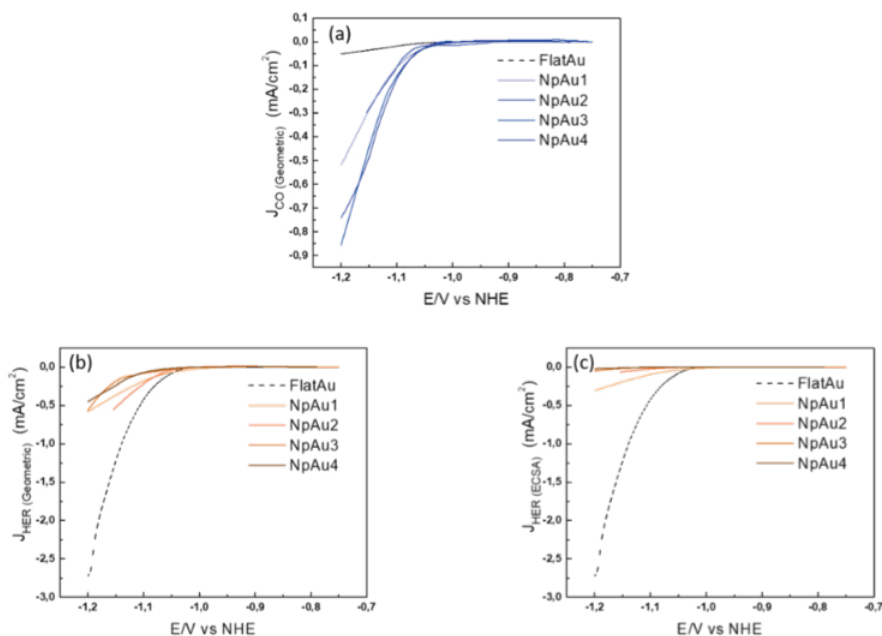 (a)
0,0
-0,1
-0,2
-0,3
-0,4
-0,5
-0,6
-0,7
-0,8
-0,9
J CO (Geometric) (mA/cm²)
FlatAu
NpAu1
NpAu2
NpAu3
NpAu4
-1,2 -1,1 -1,0 -0,9 -0,8 -0,7
E/V vs NHE
(b)
0,0
-0,5
-1,0
-1,5
-2,0
-2,5
-3,0
J HER (Geometric) (mA/cm²)
FlatAu
NpAu1
NpAu2
NpAu3
NpAu4
-1,2 -1,1 -1,0 -0,9 -0,8 -0,7
E/V vs NHE
(c)
0,0
-0,5
-1,0
-1,5
-2,0
-2,5
-3,0
J HER (ECSA) (mA/cm²)
FlatAu
NpAu1
NpAu2
NpAu3
NpAu4
-1,2 -1,1 -1,0 -0,9 -0,8 -0,7
E/V vs NHE